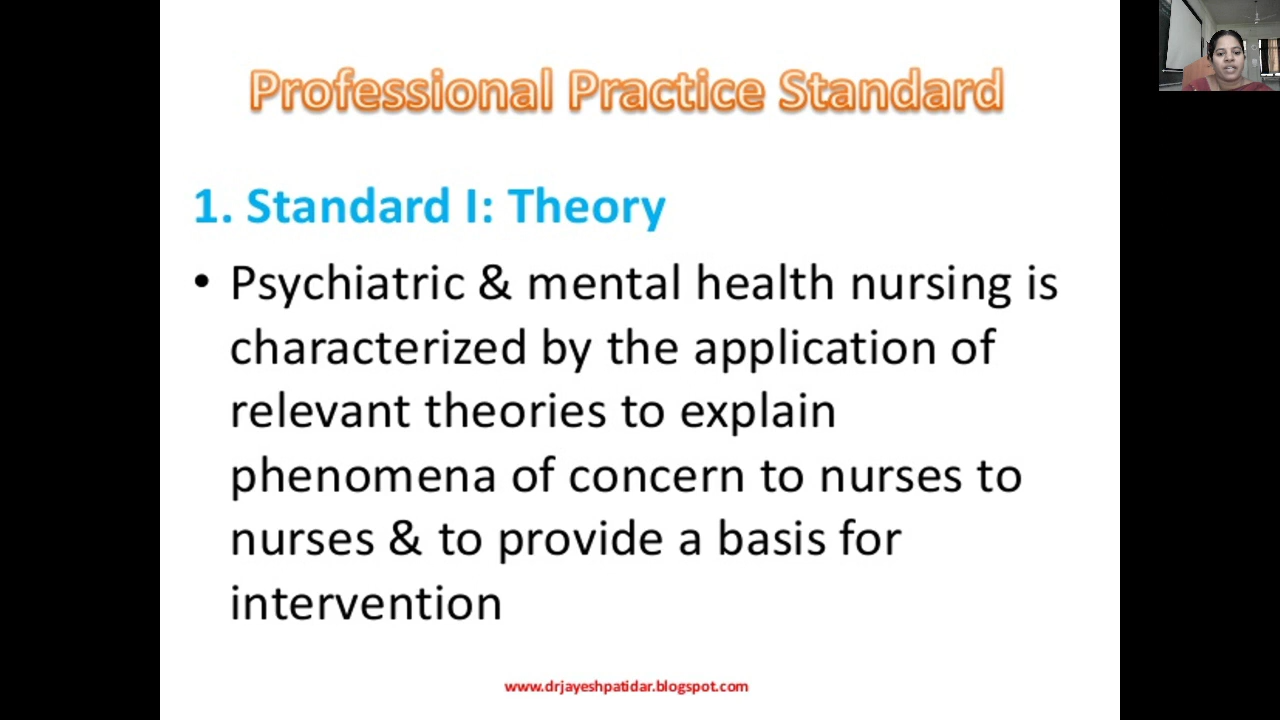 Professional Practice Standard
1. Standard I: Theory
• Psychiatric & mental health nursing is
characterized by the application of
relevant theories to explain
phenomena of concern to nurses to
nurses & to provide a basis for
intervention
www.drjayeshpatidar.blogspot.com